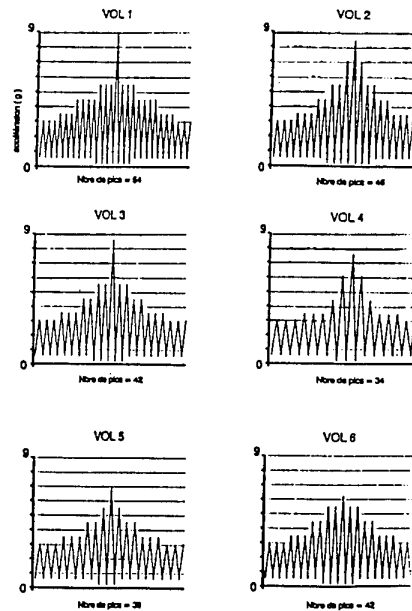 VOL 1
9
accélération (g)
0
Nbre de pics = 54
VOL 2
9
0
Nbre de pics = 46
VOL 3
9
0
Nbre de pics = 42
VOL 4
9
0
Nbre de pics = 34
VOL 5
9
0
Nbre de pics = 38
VOL 6
9
0
Nbre de pics = 42